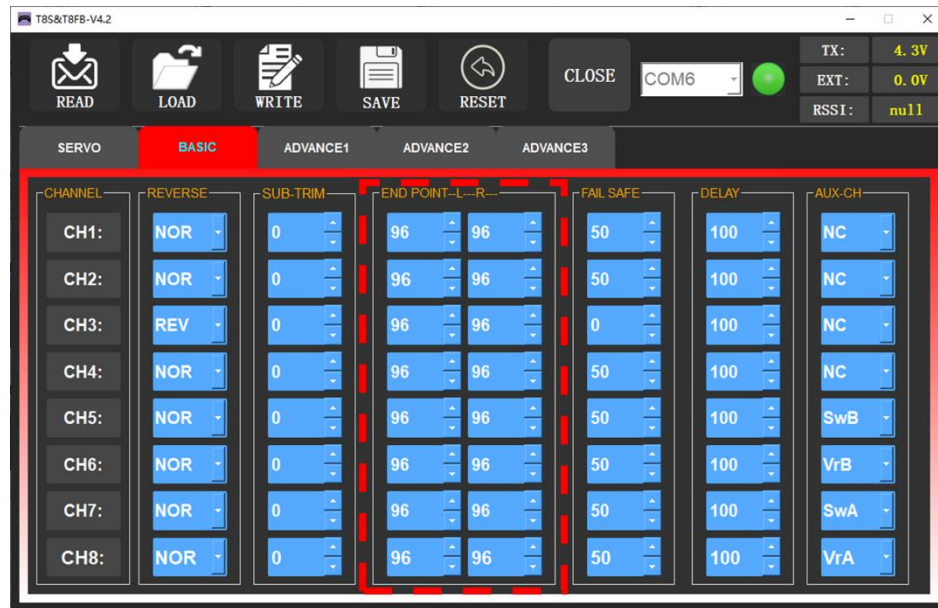 T8S&T8FB-V4.2
READ LOAD WRITE SAVE RESET CLOSE COM6
TX: 4.3V
EXT: 0.0V
RSSI: null
SERVO BASIC ADVANCE1 ADVANCE2 ADVANCE3
CHANNEL REVERSE SUB-TRIM END POINT--L---R--- FAIL SAFE DELAY AUX-CH
CH1: NOR 0 96 96 50 100 NC
CH2: NOR 0 96 96 50 100 NC
CH3: REV 0 96 96 0 100 NC
CH4: NOR 0 96 96 50 100 NC
CH5: NOR 0 96 96 50 100 SwB
CH6: NOR 0 96 96 50 100 VrB
CH7: NOR 0 96 96 50 100 SwA
CH8: NOR 0 96 96 50 100 VrA